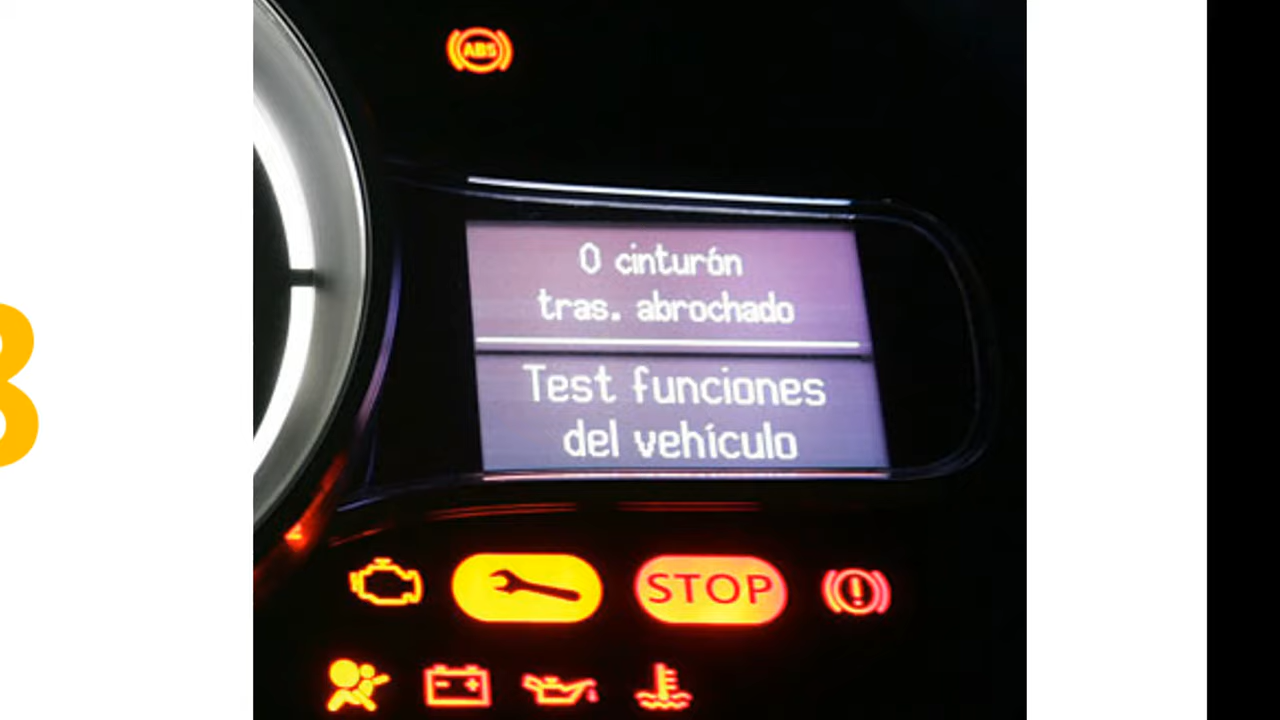 ABS
0 cinturón
tras. abrochado
Test funciones
del vehículo
STOP